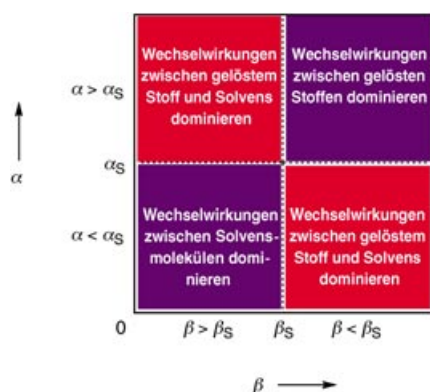 Wechselwirkungen
zwischen gelöstem
Stoff und Solvens
dominieren
Wechselwirkungen
zwischen gelösten
Stoffen dominieren
α > αS
αS
α
α < αS
Wechselwirkungen
zwischen Solvens-
molekülen domi-
nieren
Wechselwirkungen
zwischen gelöstem
Stoff und Solvens
dominieren
0
β > βS
βS
β < βS
β